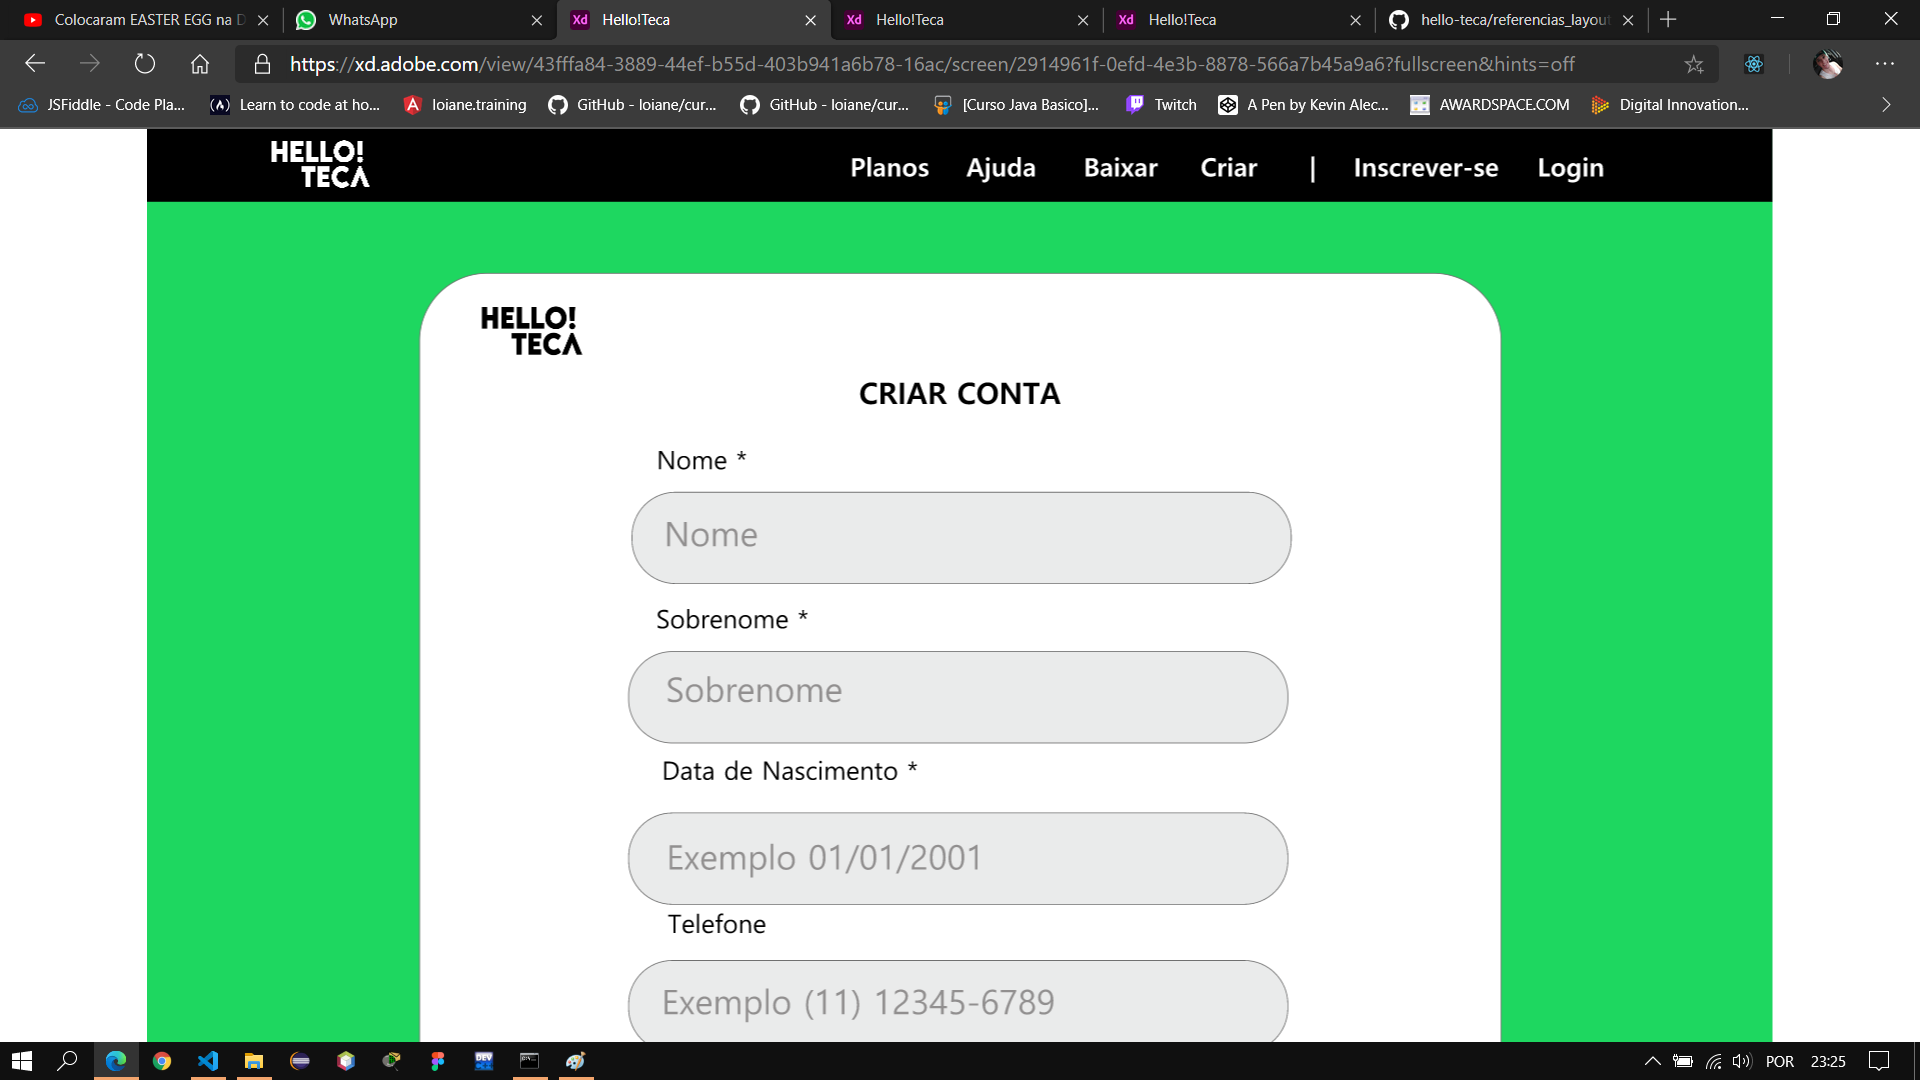 Colocaram EASTER EGG na D
WhatsApp
Xd Hello!Teca
Xd Hello!Teca
Xd Hello!Teca
hello-teca/referencias_layout
https://xd.adobe.com/view/43fffa84-3889-44ef-b55d-403b941a6b78-16ac/screen/2914961f-0efd-4e3b-8878-566a7b45a9a6?fullscreen&hints=off
JSFiddle - Code Pla...
Learn to code at ho...
loiane.training
GitHub - loiane/cur...
GitHub - loiane/cur...
[Curso Java Basico]...
Twitch
A Pen by Kevin Alec...
AWARDSPACE.COM
Digital Innovation...
HELLO!
TECA
Planos Ajuda Baixar Criar | Inscrever-se Login
HELLO!
TECA
CRIAR CONTA
Nome *
Nome
Sobrenome *
Sobrenome
Data de Nascimento *
Exemplo 01/01/2001
Telefone
Exemplo (11) 12345-6789
DEV
POR 23:25